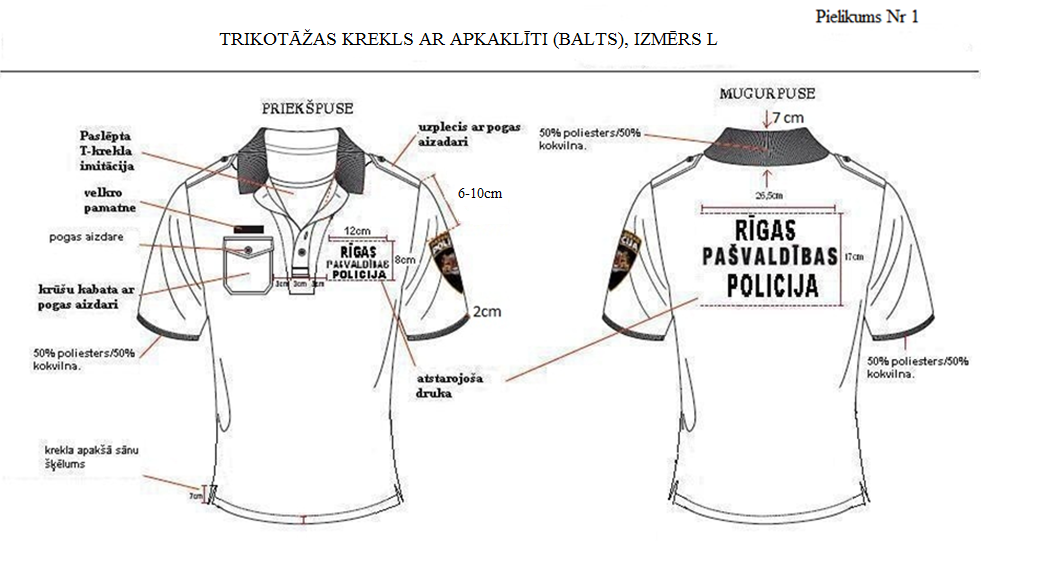 Pielikums Nr 1
TRIKOTĀŽAS KREKLS AR APKAKLĪTI (BALTS), IZMĒRS L
PRIEKŠPUSE
Paslēpta
T-krekla
imitācija
velkro
pamatne
pogas aizdare
krūšu kabata ar
pogas aizdari
50% poliesters/50%
kokvilna.
krekla apakšā sānu
šķēlums
7cm
uzplecis ar pogas
aizadari
6-10cm
12cm
RĪGAS
PAŠVALDĪBAS
POLICIJA
8cm
3cm 3cm 3cm
2cm
atstarojoša
druka
MUGURPUSE
7 cm
50% poliesters/50%
kokvilna.
26,5cm
RĪGAS
PAŠVALDĪBAS
POLICIJA
17cm
50% poliesters/50%
kokvilna.